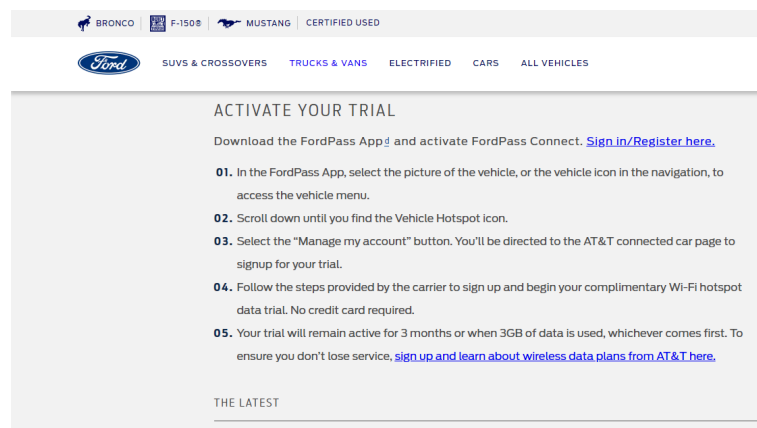 BRONCO F-150® MUSTANG CERTIFIED USED
Ford SUVS & CROSSOVERS TRUCKS & VANS ELECTRIFIED CARS ALL VEHICLES
ACTIVATE YOUR TRIAL
Download the FordPass App d and activate FordPass Connect. Sign in/Register here.
01. In the FordPass App, select the picture of the vehicle, or the vehicle icon in the navigation, to
access the vehicle menu.
02. Scroll down until you find the Vehicle Hotspot icon.
03. Select the “Manage my account” button. You’ll be directed to the AT&T connected car page to
signup for your trial.
04. Follow the steps provided by the carrier to sign up and begin your complimentary Wi-Fi hotspot
data trial. No credit card required.
05. Your trial will remain active for 3 months or when 3GB of data is used, whichever comes first. To
ensure you don’t lose service, sign up and learn about wireless data plans from AT&T here.
THE LATEST